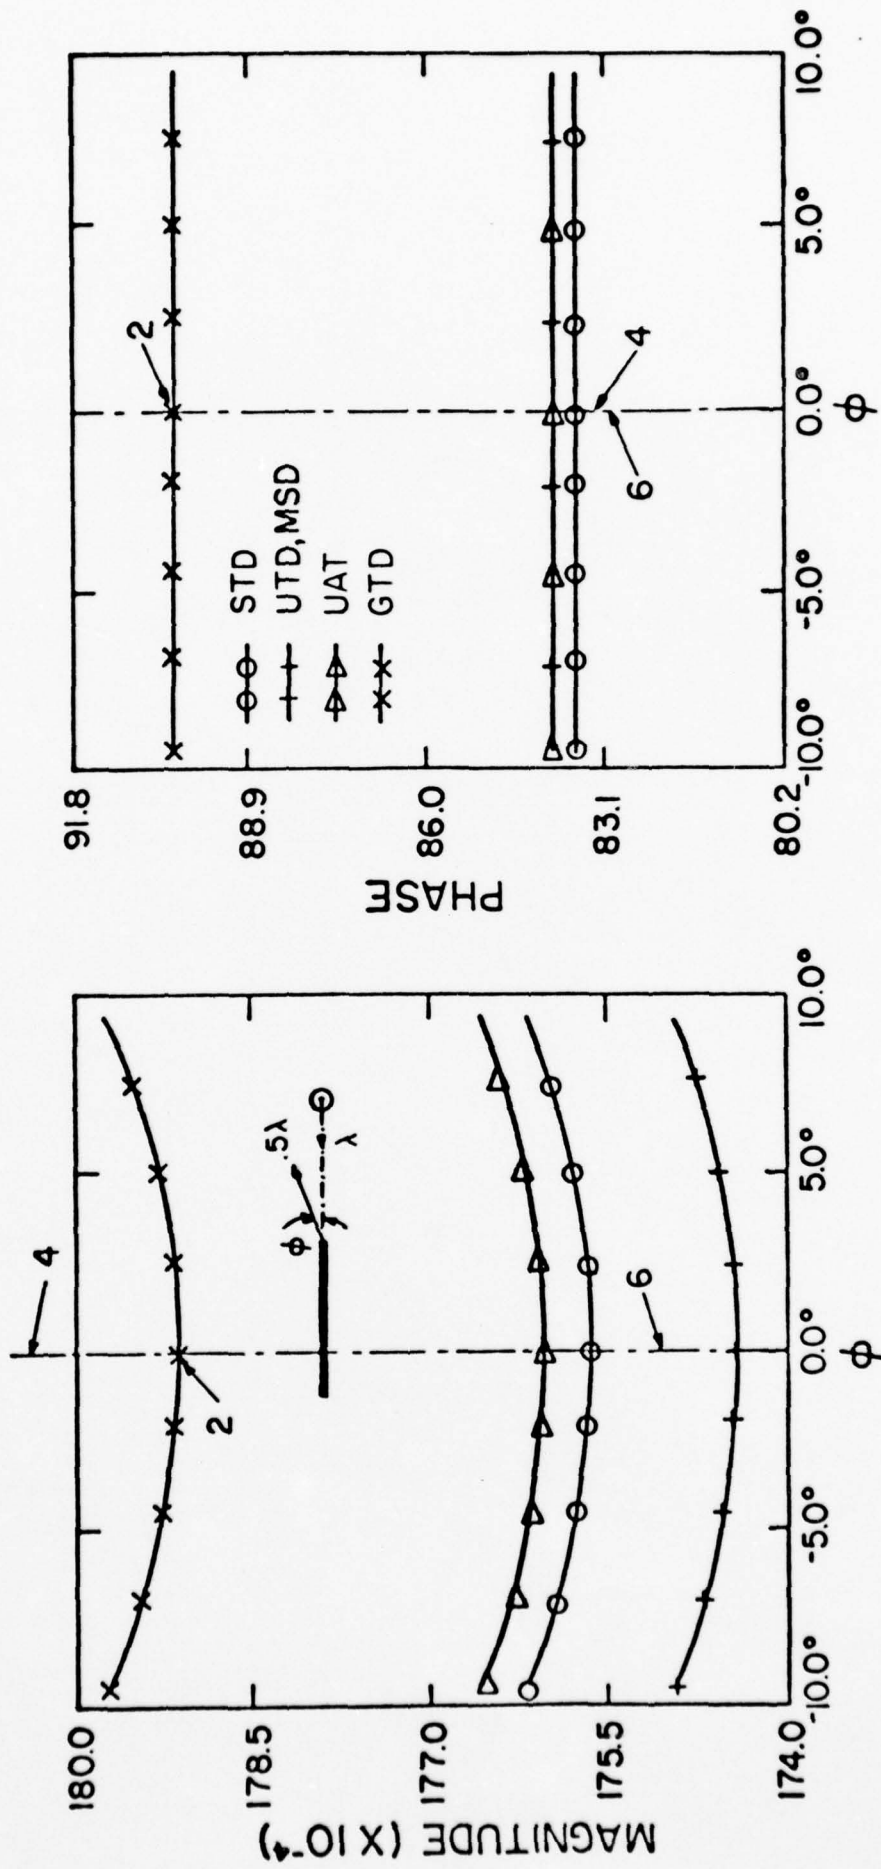 MAGNITUDE (X10⁻⁴)
180.0
178.5
177.0
175.5
174.0
-10.0°
-5.0°
0.0°
5.0°
10.0°
ϕ
4
2
6
ϕ
.5λ
λ
PHASE
91.8
88.9
86.0
83.1
80.2
-10.0°
-5.0°
0.0°
5.0°
10.0°
ϕ
2
4
6
STD
UTD,MSD
UAT
GTD